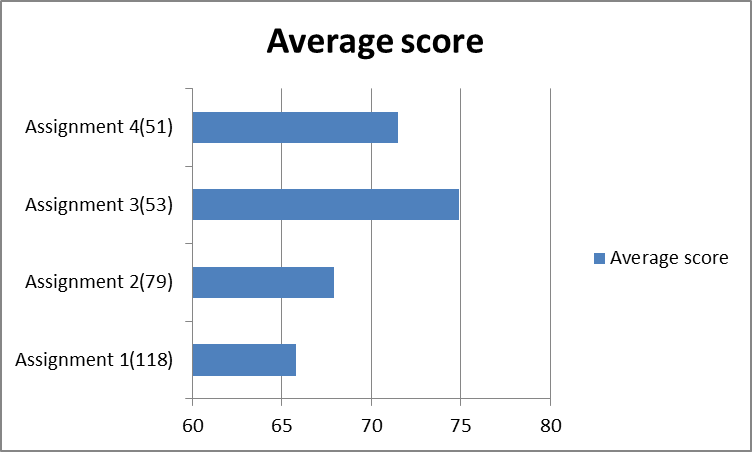 Average score
Assignment 4(51)
Assignment 3(53)
Assignment 2(79)
Assignment 1(118)
Average score
60 65 70 75 80